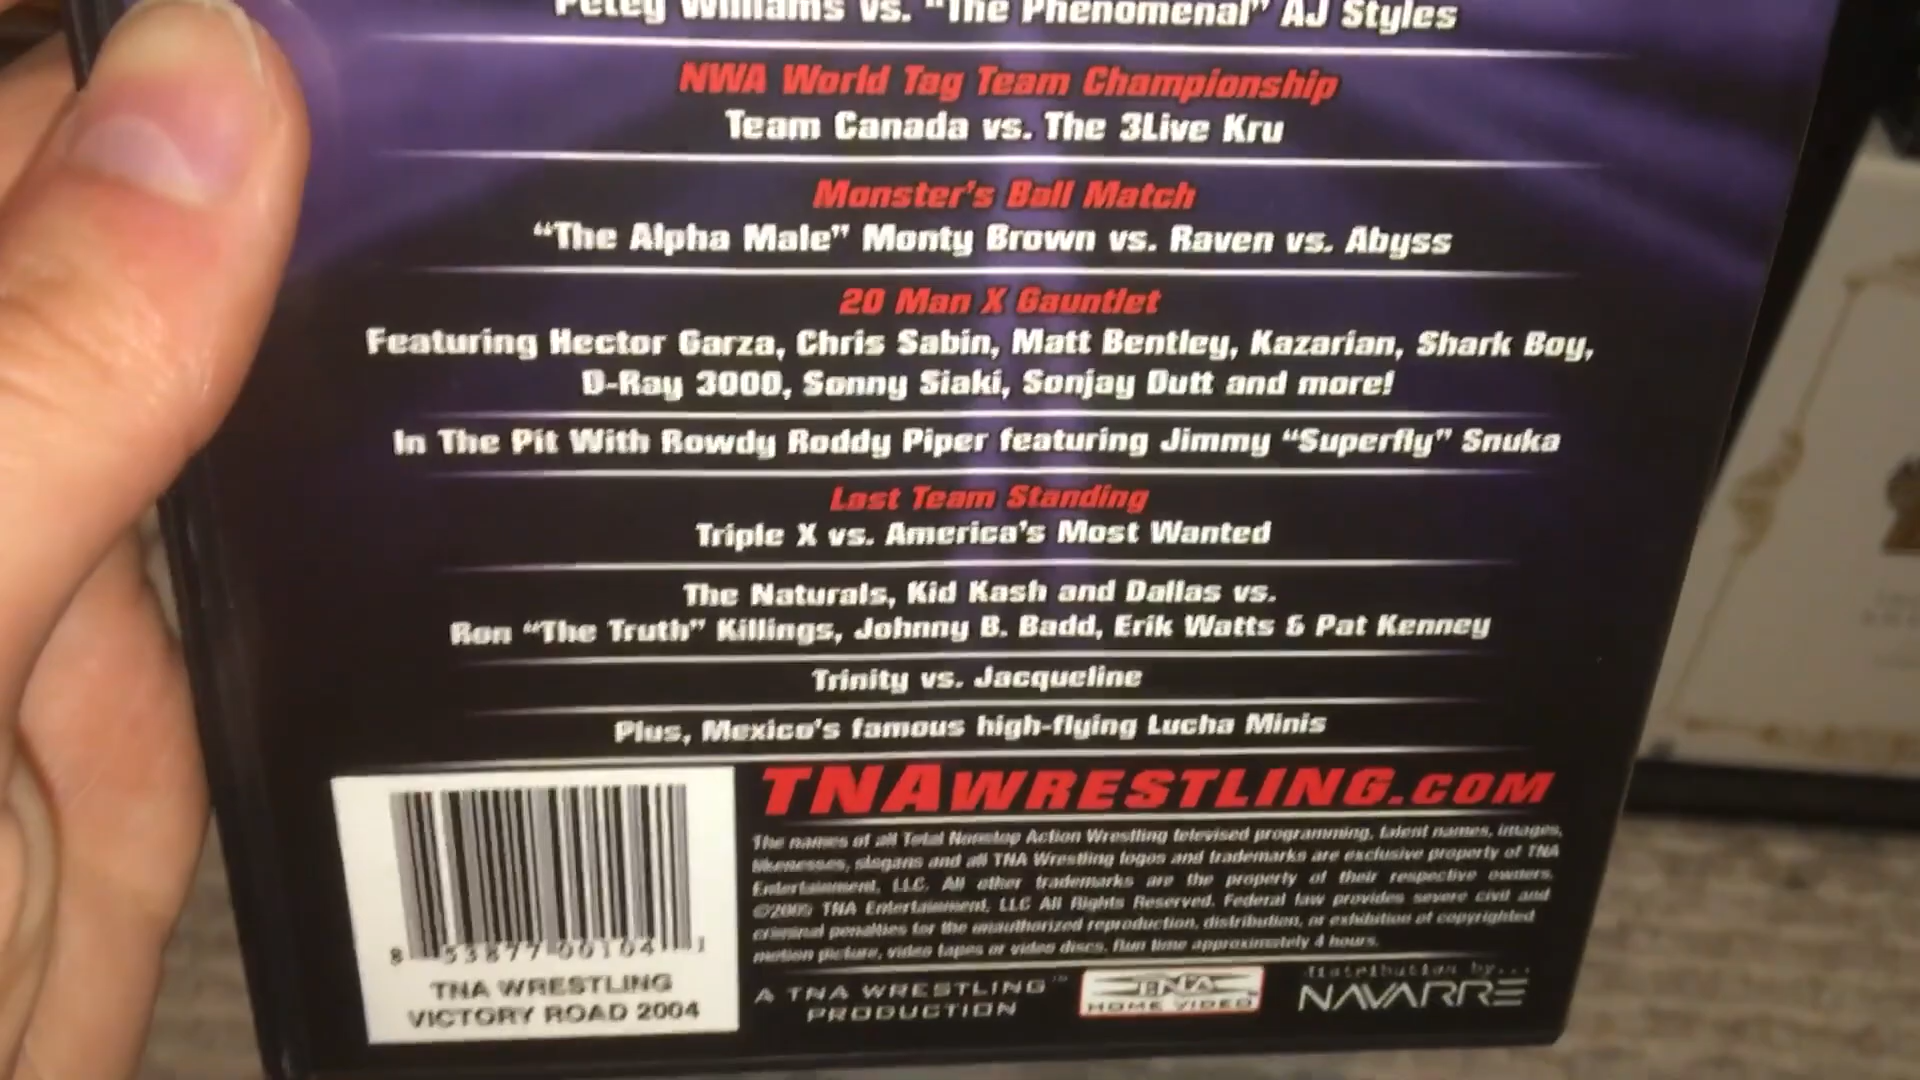 Petey Williams vs. "The Phenomenal" AJ Styles
NWA World Tag Team Championship
Team Canada vs. The 3Live Kru
Monster's Ball Match
“The Alpha Male” Monty Brown vs. Raven vs. Abyss
20 Man X Gauntlet
Featuring Hector Garza, Chris Sabin, Matt Bentley, Kazarian, Shark Boy,
D-Ray 3000, Sonny Siaki, Sonjay Dutt and more!
In The Pit With Rowdy Roddy Piper featuring Jimmy “Superfly” Snuka
Last Team Standing
Triple X vs. America's Most Wanted
The Naturals, Kid Kash and Dallas vs.
Ron “The Truth” Killings, Johnny B. Badd, Erik Watts & Pat Kenney
Trinity vs. Jacqueline
Plus, Mexico's famous high-flying Lucha Minis
TNAWRESTLING.COM
The names of all Total Nonstop Action Wrestling televised programming, talent names, images,
likenesses, slogans and all TNA Wrestling logos and trademarks are exclusive property of TNA
Entertainment, LLC. All other trademarks are the property of their respective owners.
©2005 TNA Entertainment, LLC All Rights Reserved. Federal law provides severe civil and
criminal penalties for the unauthorized reproduction, distribution, or exhibition of copyrighted
motion picture, video tapes or video discs. Run time approximately 4 hours.
8 53877 00104 1
TNA WRESTLING
VICTORY ROAD 2004
A TNA WRESTLING™
PRODUCTION
TNA
HOME VIDEO
distribution by...
NAVARRE